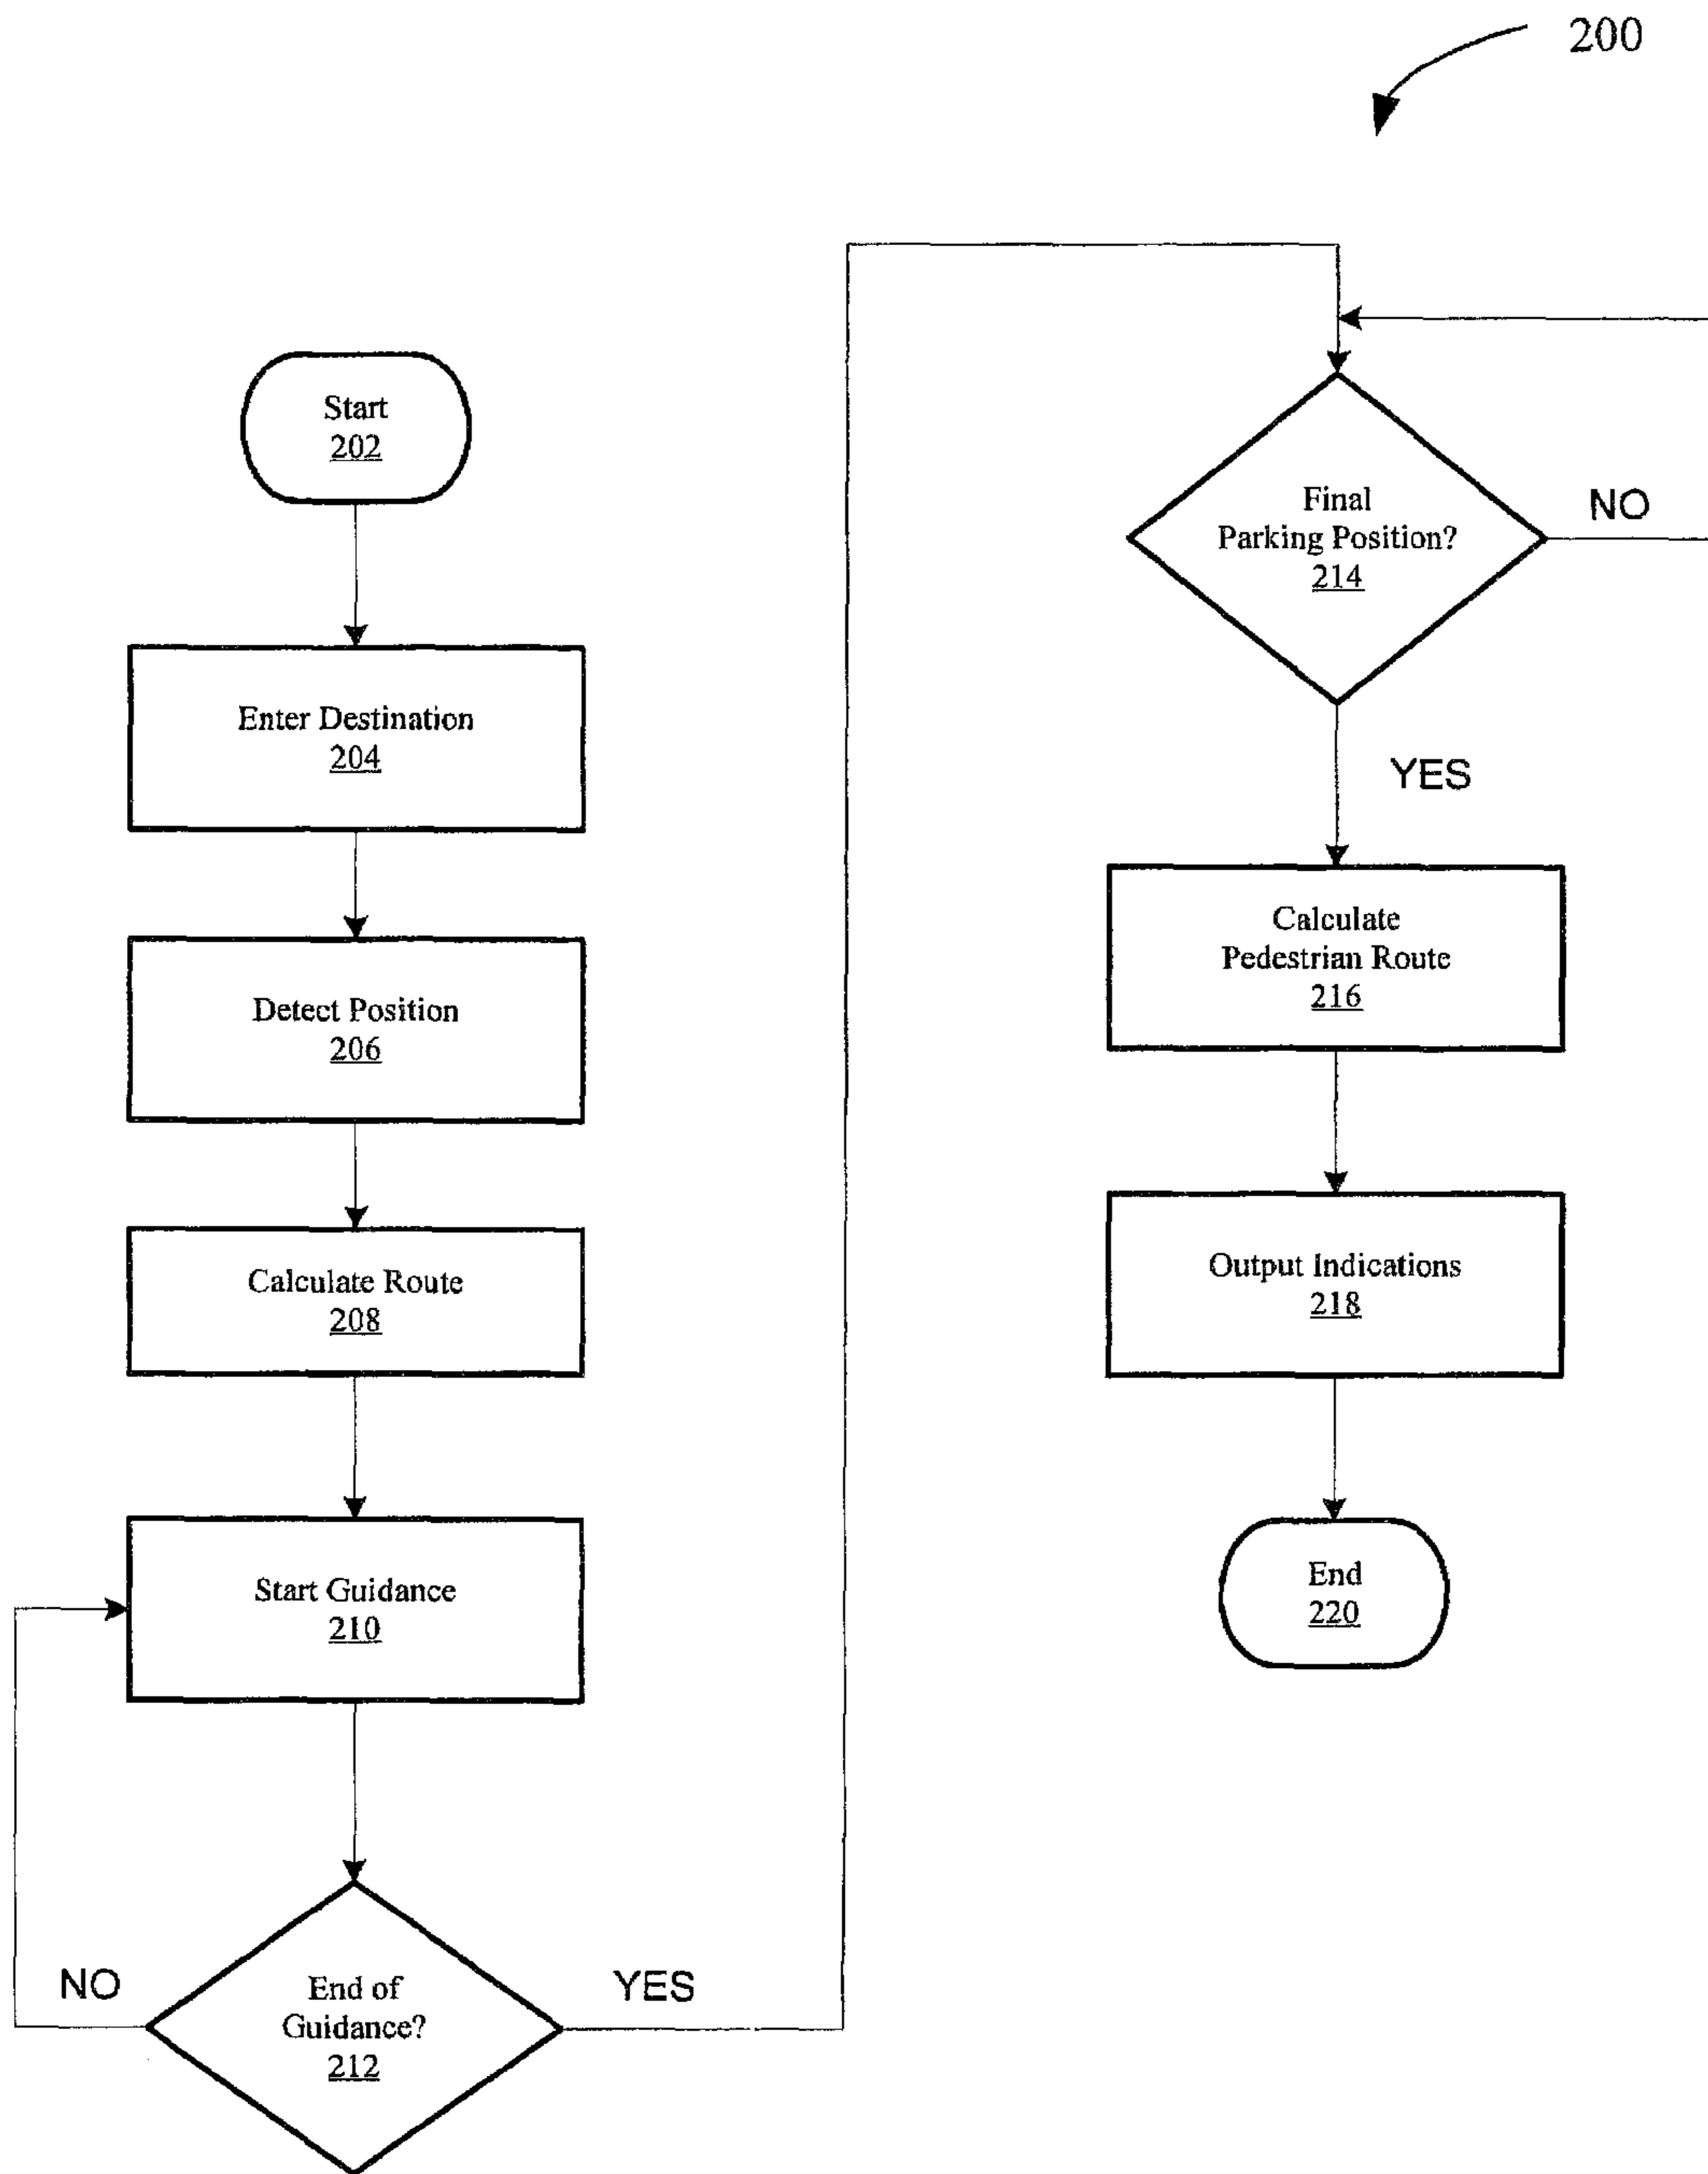 200
Start
202
Enter Destination
204
Detect Position
206
Calculate Route
208
Start Guidance
210
NO
End of
Guidance?
212
YES
Final
Parking Position?
214
NO
YES
Calculate
Pedestrian Route
216
Output Indications
218
End
220